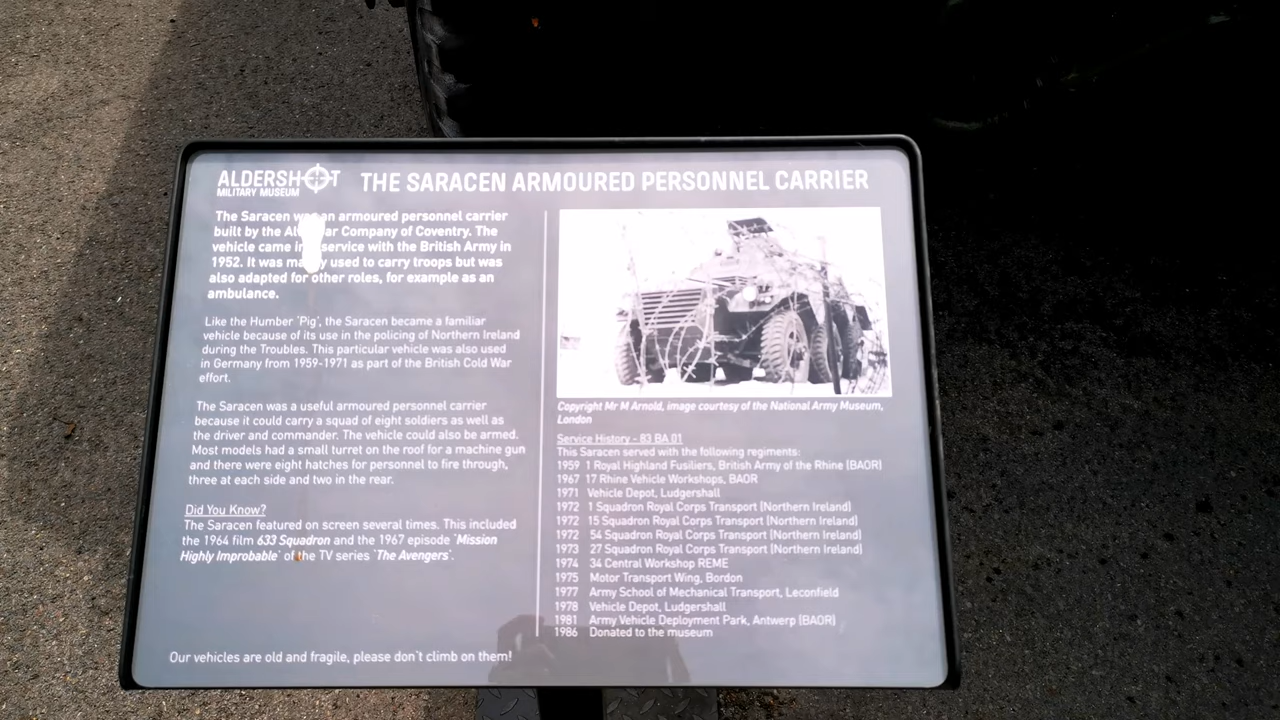 ALDERSHOT
MILITARY MUSEUM
THE SARACEN ARMOURED PERSONNEL CARRIER
The Saracen was an armoured personnel carrier
built by the Company of Coventry. The
vehicle came in service with the British Army in
1952. It was used to carry troops but was
also adapted for other roles, for example as an
ambulance.
Like the Humber 'Pig', the Saracen became a familiar
vehicle because of its use in the policing of Northern Ireland
during the Troubles. This particular vehicle was also used
in Germany from 1959-1971 as part of the British Cold War
effort.
The Saracen was a useful armoured personnel carrier
because it could carry a squad of eight soldiers as well as
the driver and commander. The vehicle could also be armed.
Most models had a small turret on the roof for a machine gun
and there were eight hatches for personnel to fire through,
three at each side and two in the rear.
Did You Know?
The Saracen featured on screen several times. This included
the 1964 film 633 Squadron and the 1967 episode 'Mission
Highly Improbable' of the TV series 'The Avengers'.
Our vehicles are old and fragile, please don't climb on them!
Copyright Mr M Arnold, image courtesy of the National Army Museum,
London
Service History - 83 BA 01
This Saracen served with the following regiments:
1959 1 Royal Highland Fusiliers, British Army of the Rhine (BAOR)
1967 17 Rhine Vehicle Workshops, BAOR
1971 Vehicle Depot, Ludgershall
1972 1 Squadron Royal Corps Transport (Northern Ireland)
1972 15 Squadron Royal Corps Transport (Northern Ireland)
1972 54 Squadron Royal Corps Transport (Northern Ireland)
1973 27 Squadron Royal Corps Transport (Northern Ireland)
1974 34 Central Workshop REME
1975 Motor Transport Wing, Bordon
1977 Army School of Mechanical Transport, Leconfield
1978 Vehicle Depot, Ludgershall
1981 Army Vehicle Deployment Park, Antwerp (BAOR)
1986 Donated to the museum